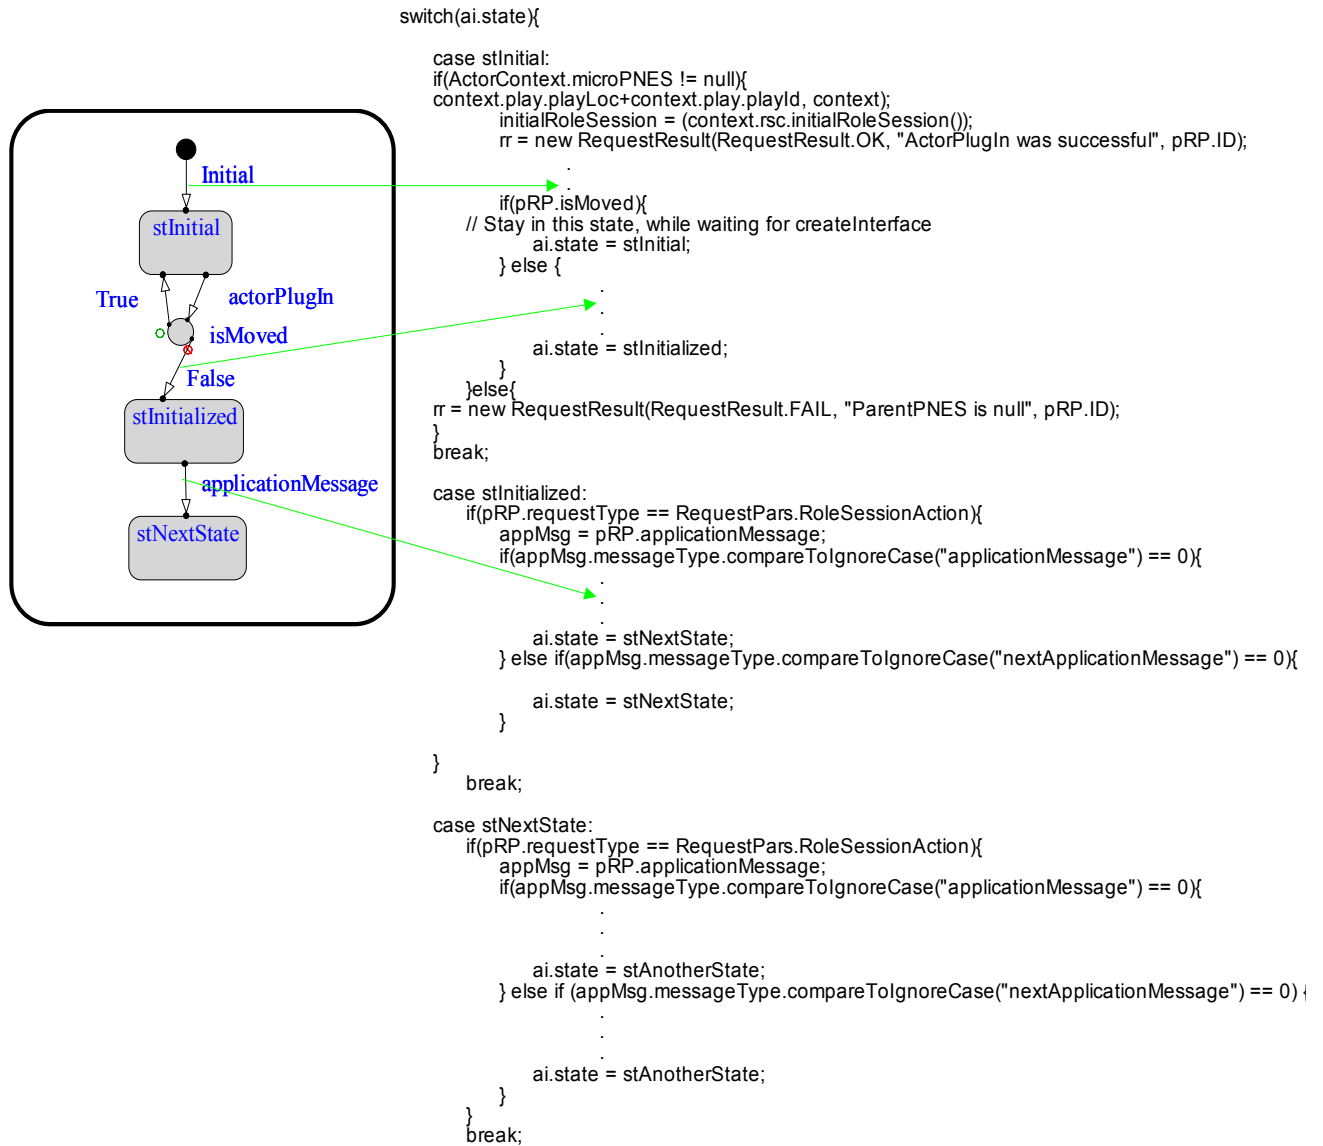 switch(ai.state){
case stInitial:
if(ActorContext.microPNES != null){
context.play.playLoc+context.play.playId, context);
initialRoleSession = (context.rsc.initialRoleSession());
rr = new RequestResult(RequestResult.OK, "ActorPlugIn was successful", pRP.ID);
.
.
if(pRP.isMoved){
// Stay in this state, while waiting for createInterface
ai.state = stInitial;
} else {
.
.
.
ai.state = stInitialized;
}
}else{
rr = new RequestResult(RequestResult.FAIL, "ParentPNES is null", pRP.ID);
}
break;
case stInitialized:
if(pRP.requestType == RequestPars.RoleSessionAction){
appMsg = pRP.applicationMessage;
if(appMsg.messageType.compareToIgnoreCase("applicationMessage") == 0){
.
.
.
ai.state = stNextState;
} else if(appMsg.messageType.compareToIgnoreCase("nextApplicationMessage") == 0){
ai.state = stNextState;
}
}
break;
case stNextState:
if(pRP.requestType == RequestPars.RoleSessionAction){
appMsg = pRP.applicationMessage;
if(appMsg.messageType.compareToIgnoreCase("applicationMessage") == 0){
.
.
.
ai.state = stAnotherState;
} else if (appMsg.messageType.compareToIgnoreCase("nextApplicationMessage") == 0) {
.
.
.
ai.state = stAnotherState;
}
}
break;
Initial
stInitial
True
actorPlugIn
isMoved
False
stInitialized
applicationMessage
stNextState